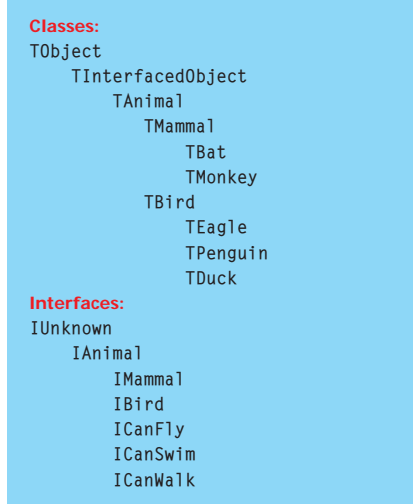 Classes:
TObject
TInterfacedObject
TAnimal
TMammal
TBat
TMonkey
TBird
TEagle
TPenguin
TDuck
Interfaces:
IUnknown
IAnimal
IMammal
IBird
ICanFly
ICanSwim
ICanWalk